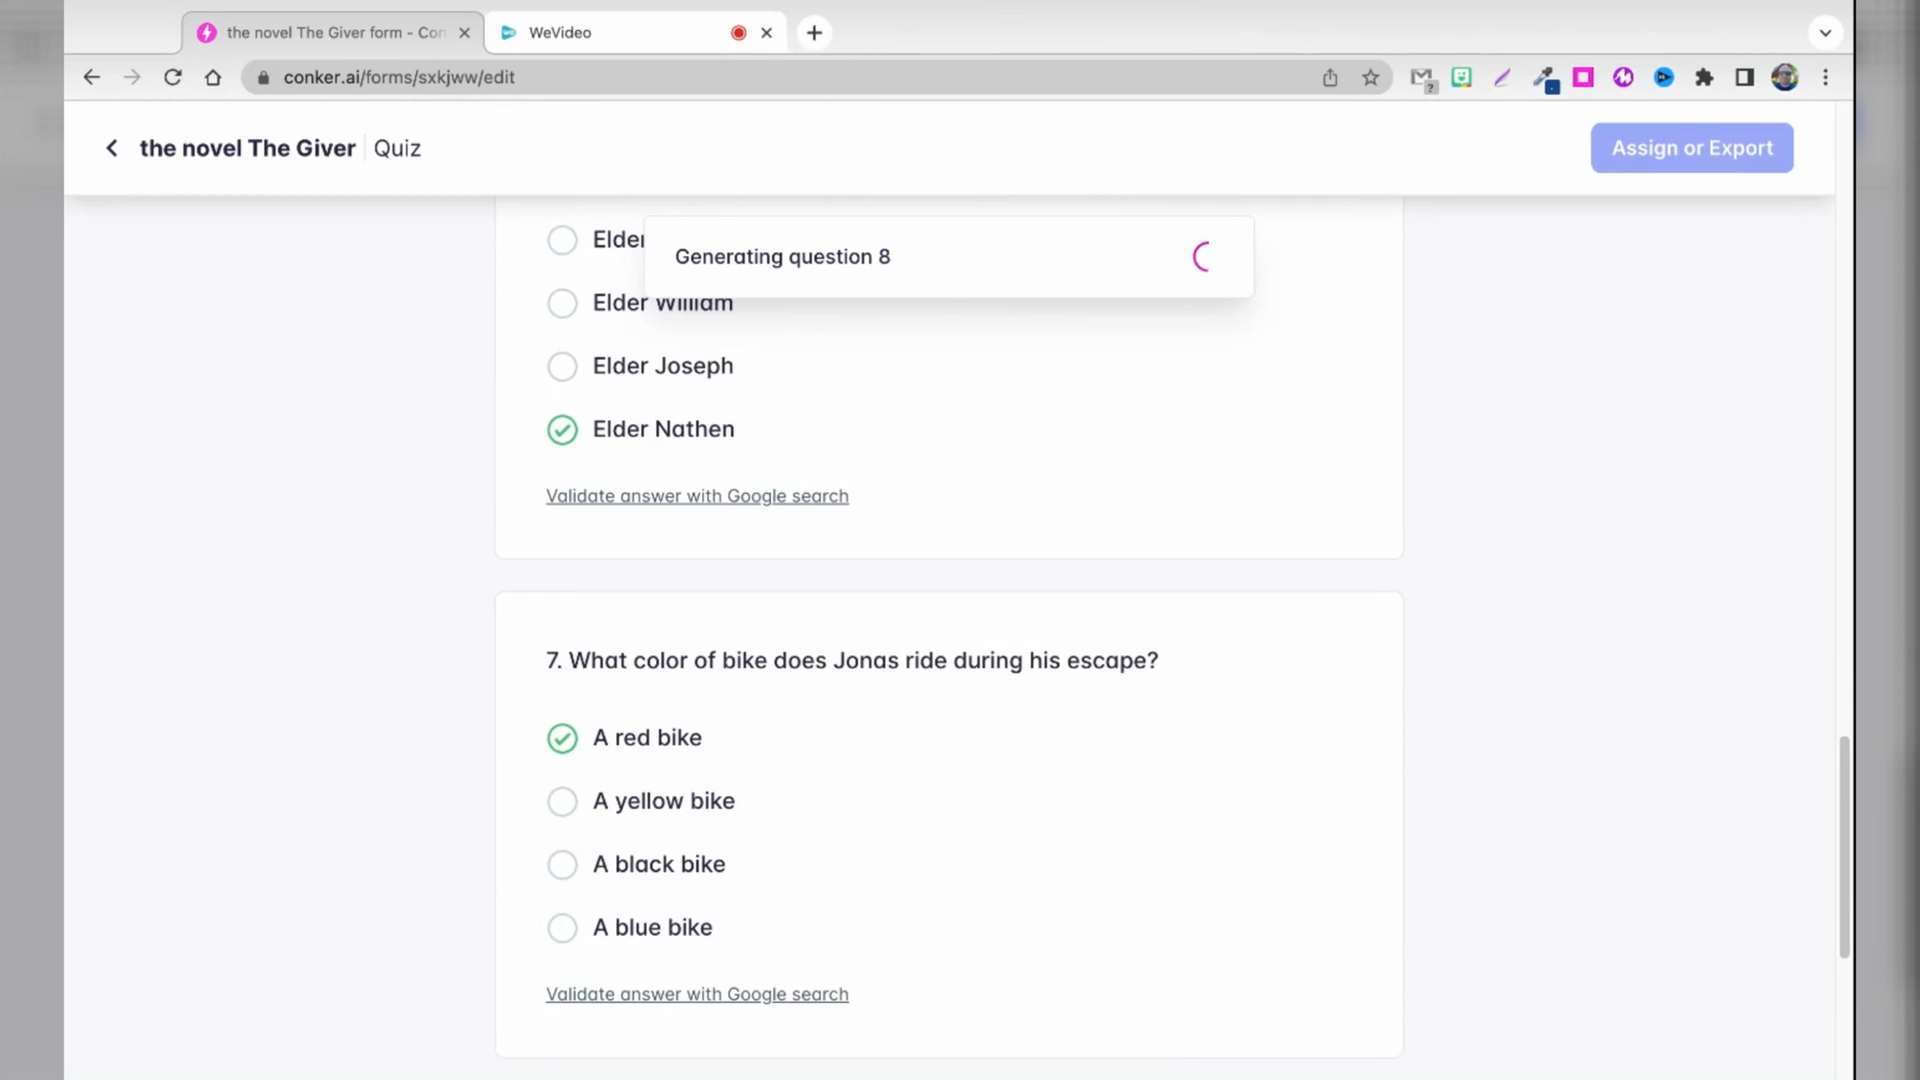 the novel The Giver form - Con
WeVideo
conker.ai/forms/sxkjww/edit
the novel The Giver
Quiz
Assign or Export
Generating question 8
Elder William
Elder Joseph
Elder Nathen
Validate answer with Google search
7. What color of bike does Jonas ride during his escape?
A red bike
A yellow bike
A black bike
A blue bike
Validate answer with Google search